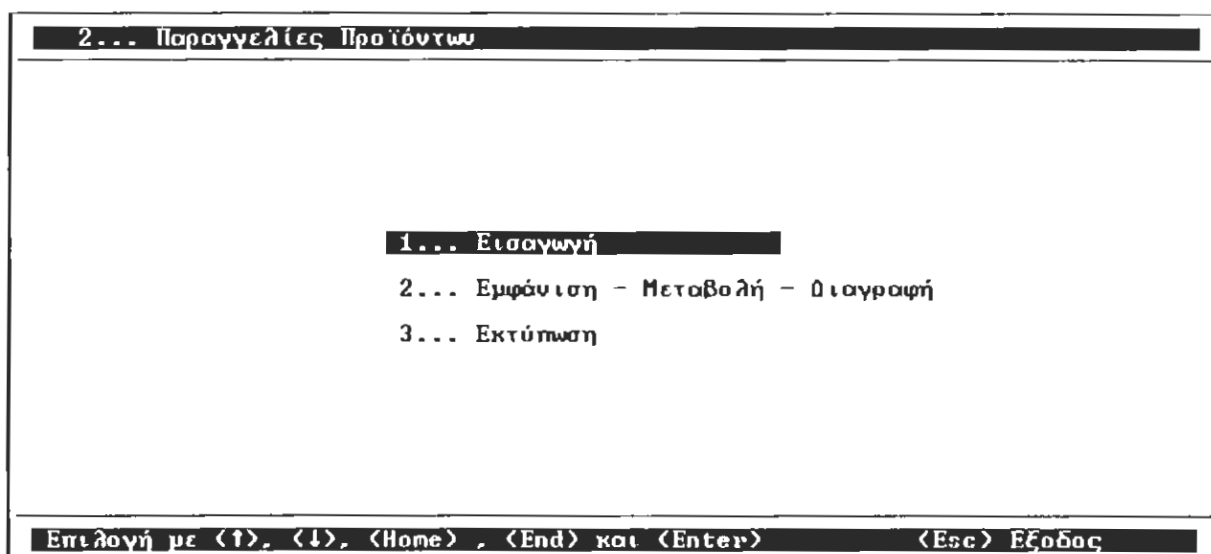 2... Παραγγελίες Προϊόντων
1... Εισαγωγή
2... Εμφάνιση - Μεταβολή - Διαγραφή
3... Εκτύπωση
Επιλογή με <↑>, <↓>, <Home> , <End> και <Enter> <Esc> Εξοδος